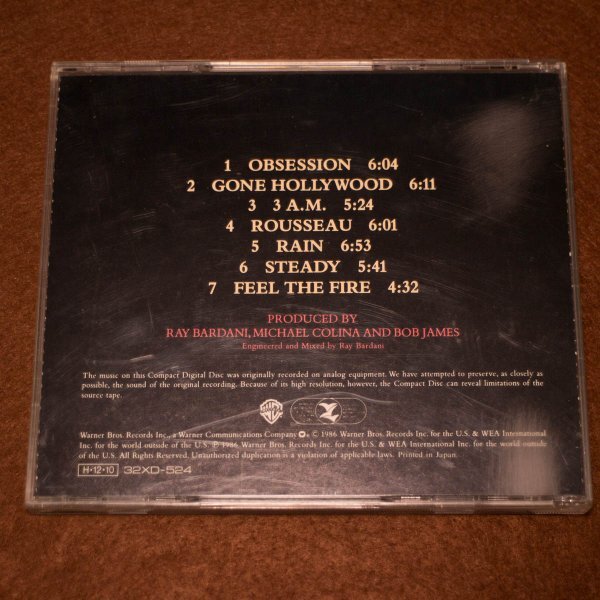 1 OBSESSION 6:04
2 GONE HOLLYWOOD 6:11
3 3 A.M. 5:24
4 ROUSSEAU 6:01
5 RAIN 6:53
6 STEADY 5:41
7 FEEL THE FIRE 4:32
PRODUCED BY
RAY BARDANI, MICHAEL COLINA AND BOB JAMES
Engineered and Mixed by Ray Bardani
The music on this Compact Digital Disc was originally recorded on analog equipment. We have attempted to preserve, as closely as
possible, the sound of the original recording. Because of its high resolution, however, the Compact Disc can reveal limitations of the
source tape.
Warner Bros. Records Inc., a Warner Communications Company © 1986 Warner Bros. Records Inc. for the U.S. & WEA International
Inc. for the world outside of the U.S. ℗ 1986 Warner Bros. Records Inc. for the U.S. & WEA International Inc. for the world outside
of the U.S. All Rights Reserved. Unauthorized duplication is a violation of applicable laws. Printed in Japan.
H·12·10 32XD-524